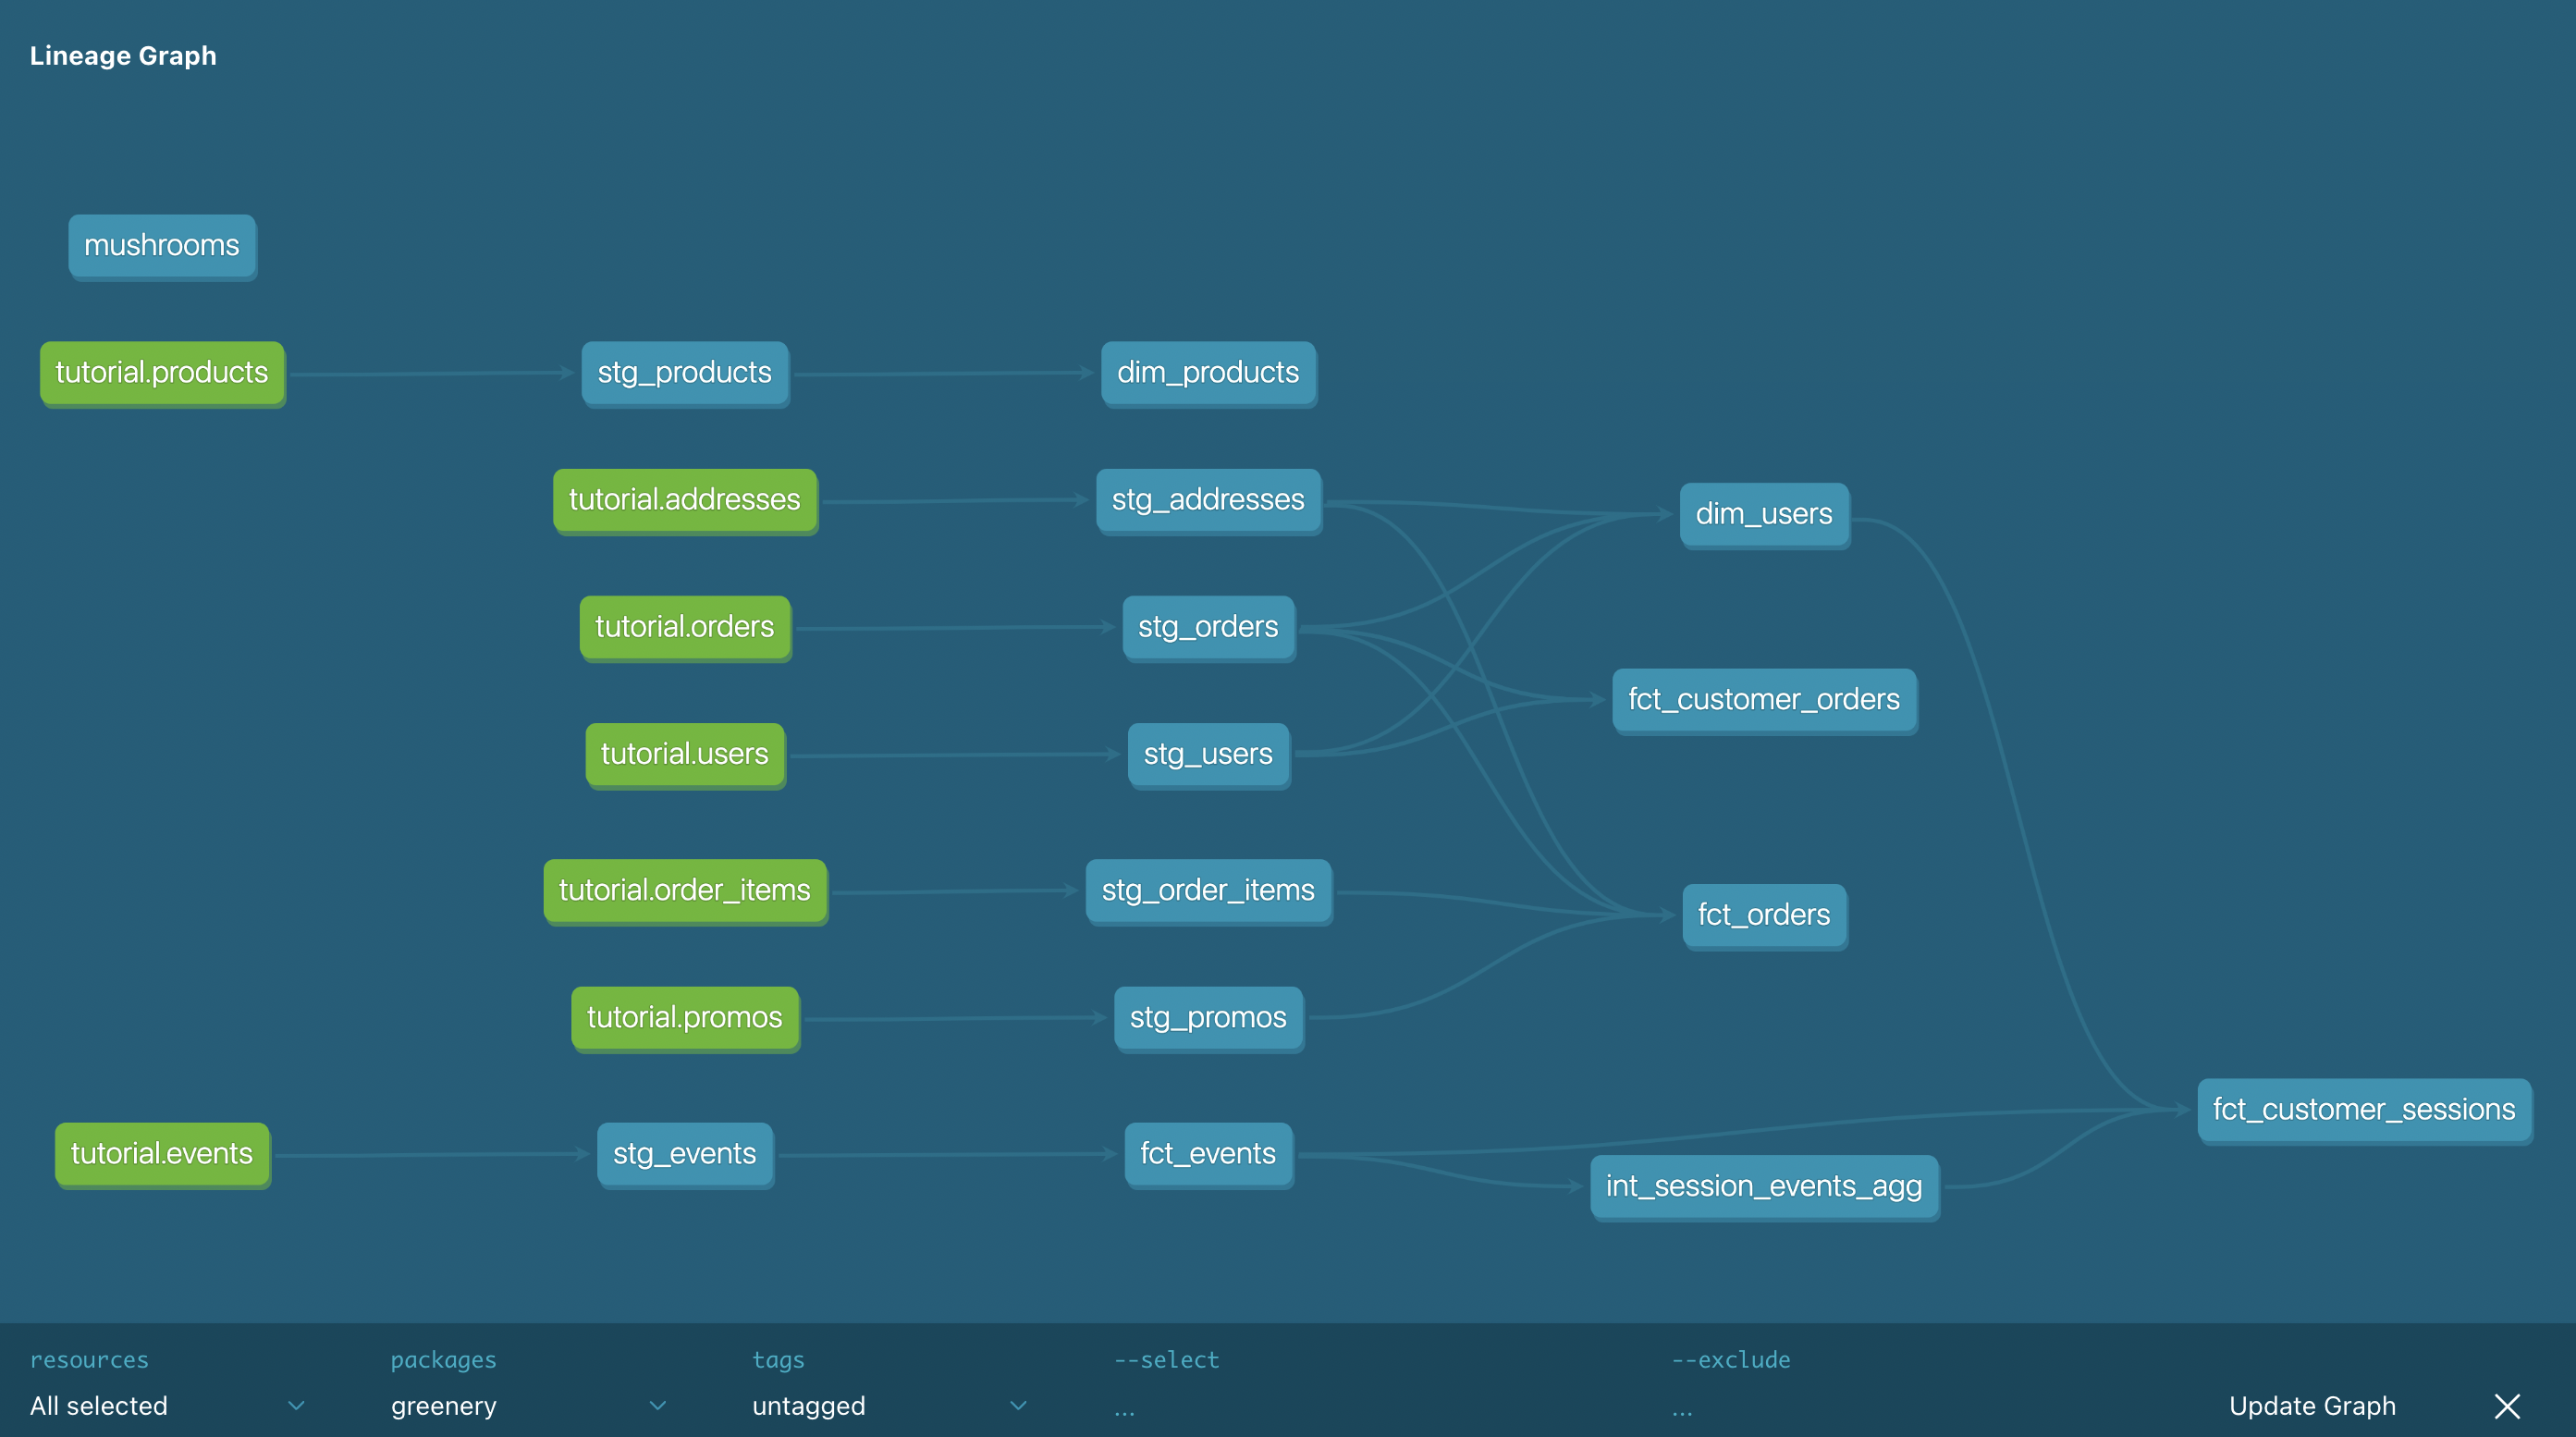 Lineage Graph
mushrooms
tutorial.products
stg_products
dim_products
tutorial.addresses
stg_addresses
dim_users
tutorial.orders
stg_orders
fct_customer_orders
tutorial.users
stg_users
tutorial.order_items
stg_order_items
fct_orders
tutorial.promos
stg_promos
fct_customer_sessions
tutorial.events
stg_events
fct_events
int_session_events_agg
resources
packages
tags
--select
--exclude
All selected
greenery
untagged
...
...
Update Graph